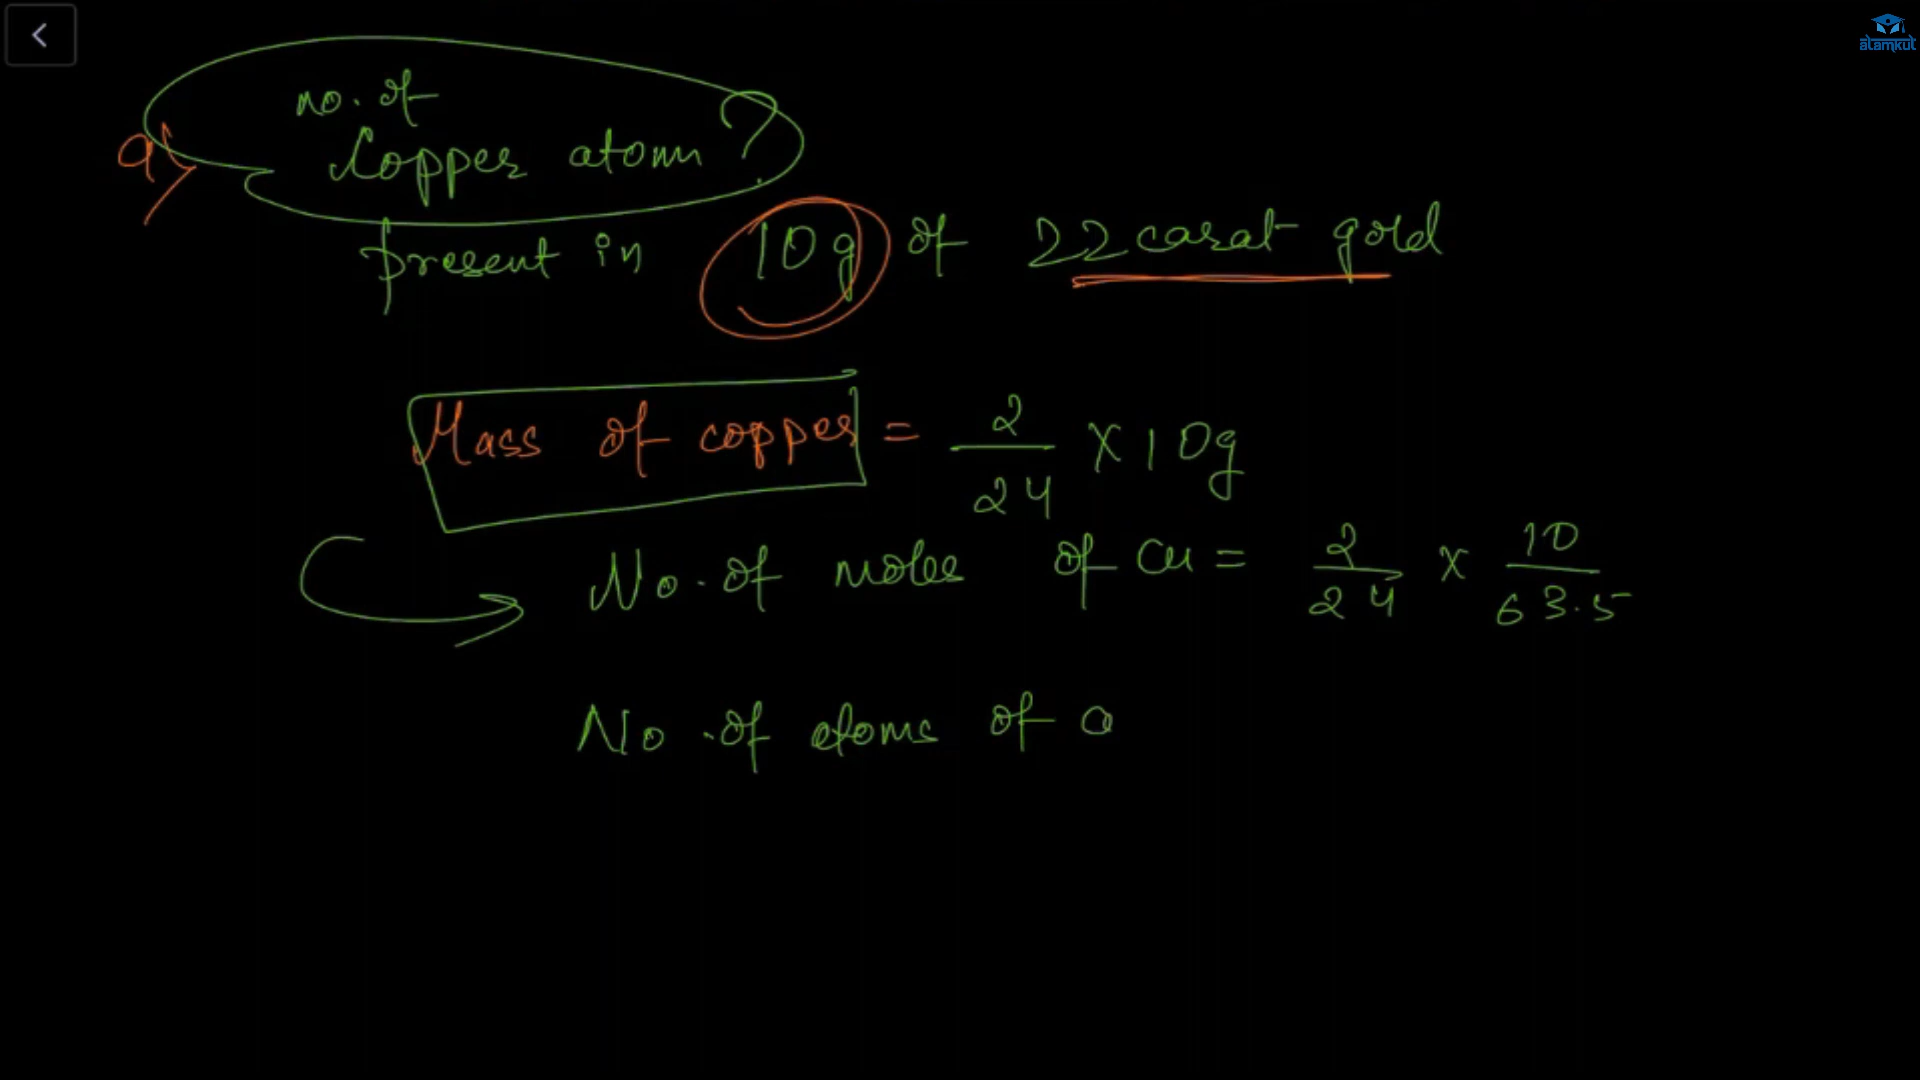 alamkut
no. of
Q Copper atom ?
present in 10g of 22 carat gold
Mass of copper = 2/24 X 10g
No. of moles of Cu = 2/24 x 10/63.5
No. of atoms of C